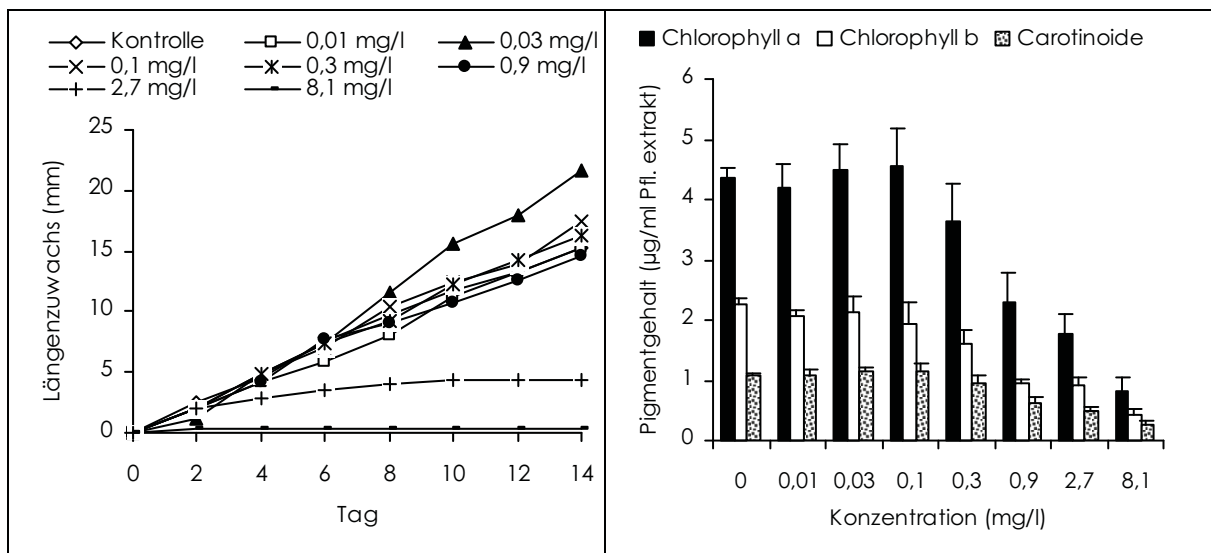 Kontrolle 0,01 mg/l 0,03 mg/l
0,1 mg/l 0,3 mg/l 0,9 mg/l
2,7 mg/l 8,1 mg/l
Längenzuwachs (mm)
25
20
15
10
5
0
0 2 4 6 8 10 12 14
Tag
Chlorophyll a Chlorophyll b Carotinoide
Pigmentgehalt (µg/ml Pfl. extrakt)
6
5
4
3
2
1
0
0 0,01 0,03 0,1 0,3 0,9 2,7 8,1
Konzentration (mg/l)